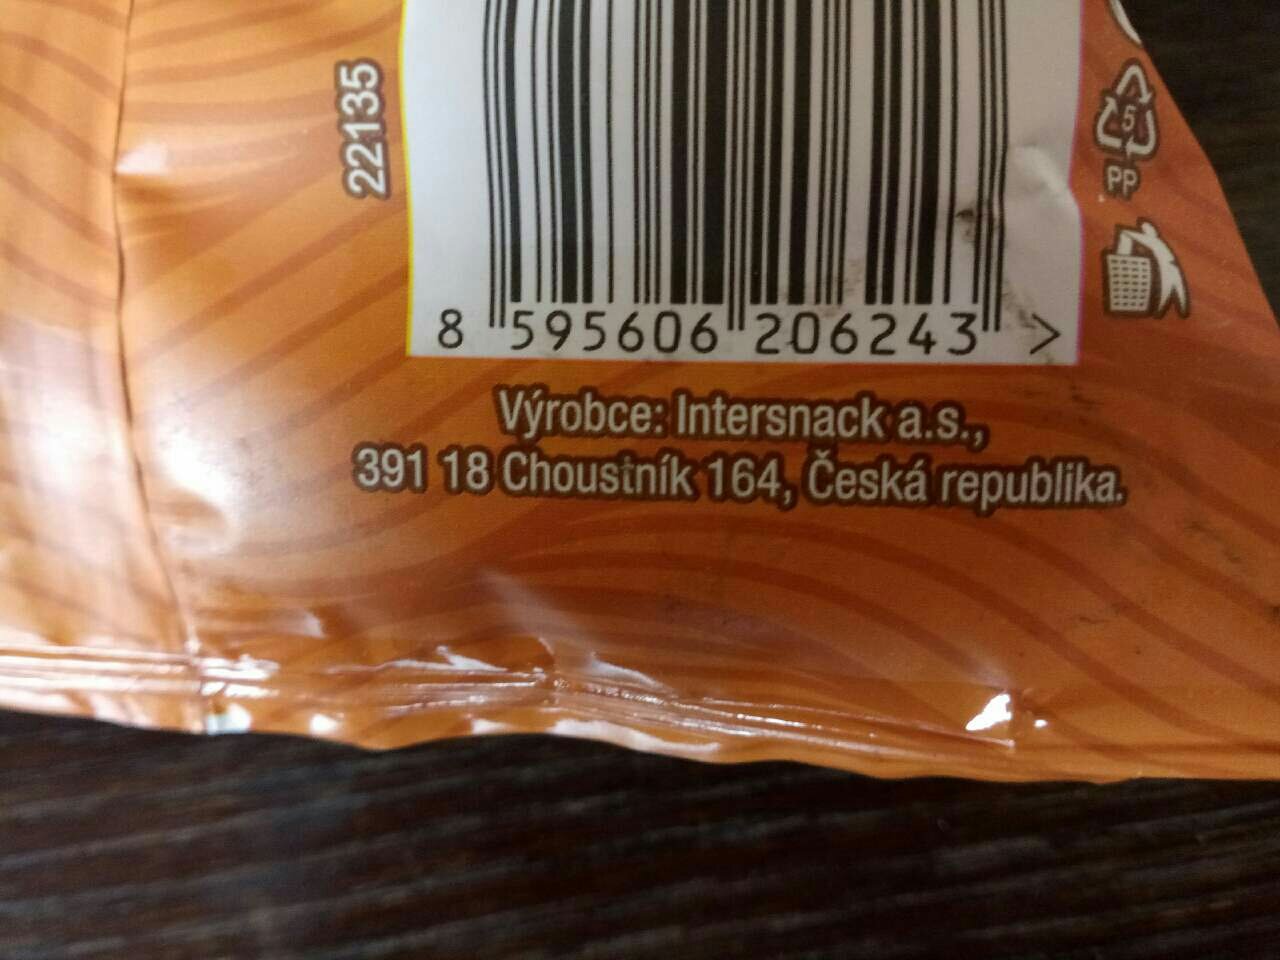 22135
5
PP
8 595606 206243 >
Výrobce: Intersnack a.s.,
391 18 Choustník 164, Česká republika.